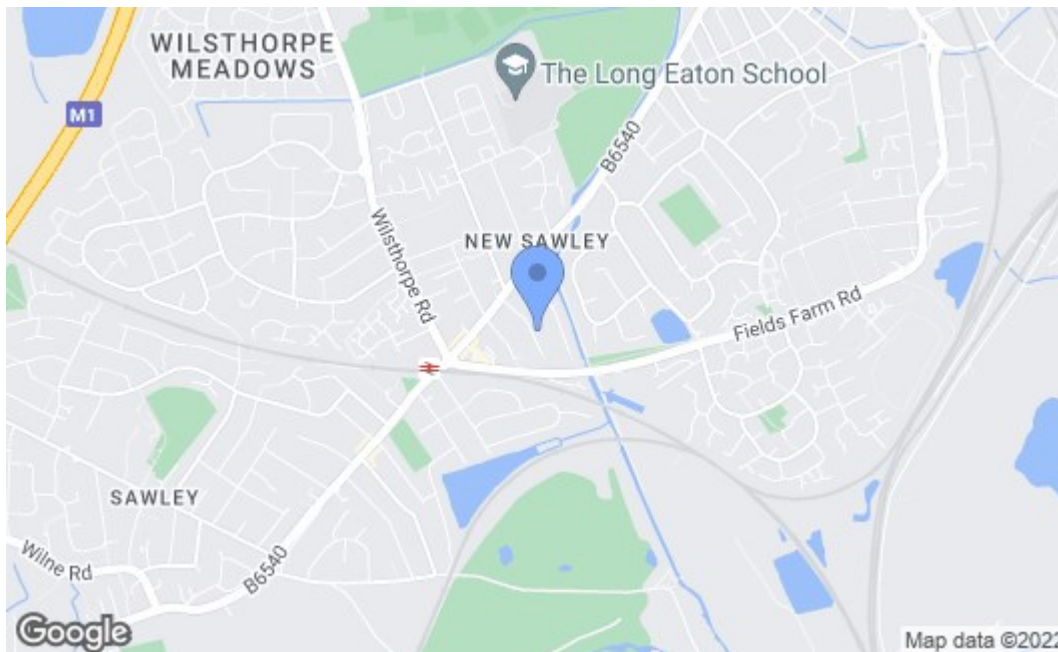 WILSTHORPE
MEADOWS
The Long Eaton School
M1
B6540
Wilsthorpe Rd
NEW SAWLEY
Fields Farm Rd
SAWLEY
Wilne Rd
B6540
Google
Map data ©2022